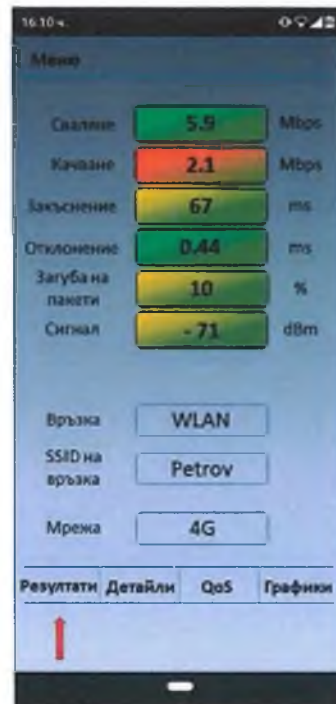 16:10 ч.
Меню
Сваляне 5.9 Mbps
Качване 2.1 Mbps
Закъснение 67 ms
Отклонение 0.44 ms
Загуба на
пакети 10 %
Сигнал - 71 dBm
Връзка WLAN
SSID на
връзка Petrov
Мрежа 4G
Резултати Детайли QoS Графики